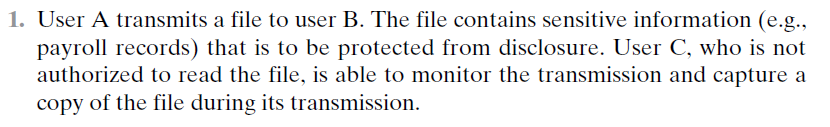 1. User A transmits a file to user B. The file contains sensitive information (e.g.,
payroll records) that is to be protected from disclosure. User C, who is not
authorized to read the file, is able to monitor the transmission and capture a
copy of the file during its transmission.